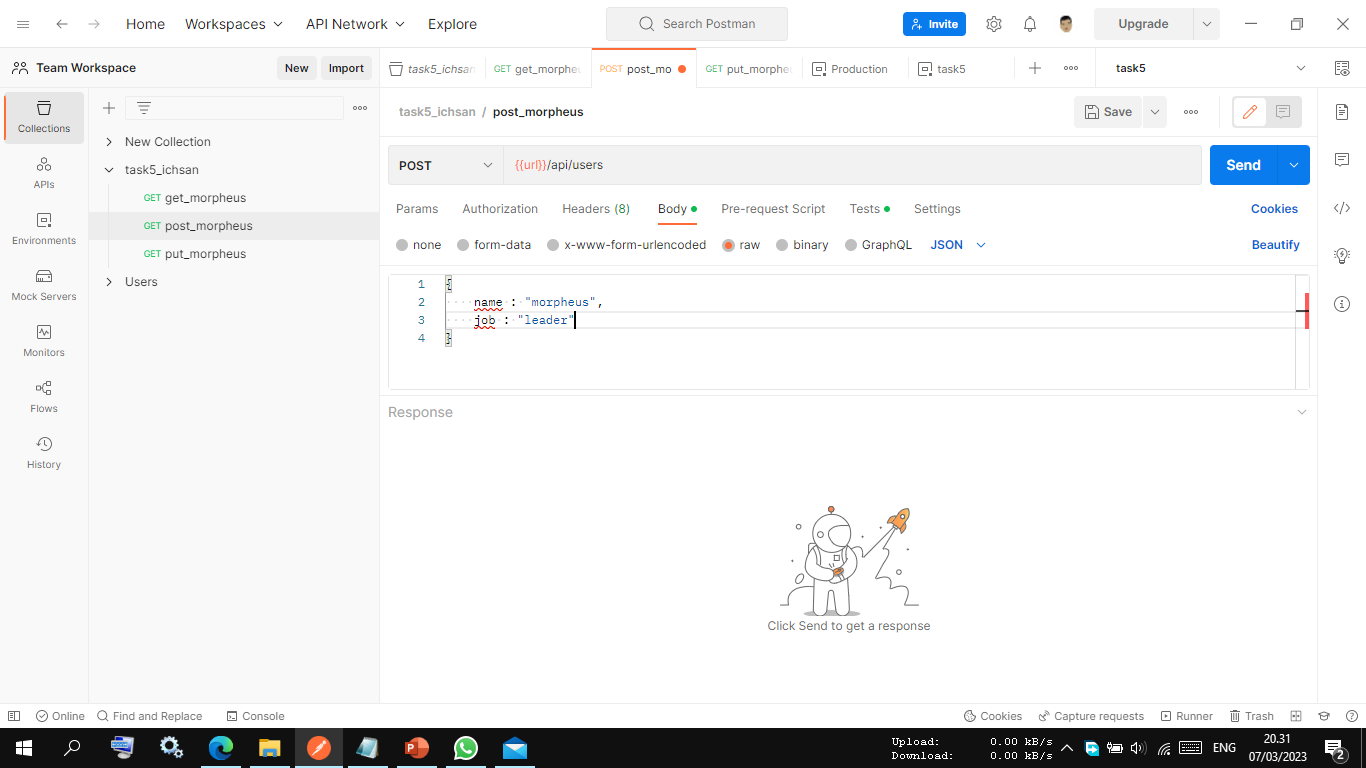 Home Workspaces API Network Explore Search Postman Invite Upgrade
Team Workspace New Import task5_ichsan GET get_morpheu POST post_mo GET put_morphe Production task5 task5
Collections
APIs
Environments
Mock Servers
Monitors
Flows
History
New Collection
task5_ichsan
GET get_morpheus
GET post_morpheus
GET put_morpheus
Users
task5_ichsan / post_morpheus Save
POST {{url}}/api/users Send
Params Authorization Headers (8) Body Pre-request Script Tests Settings Cookies
none form-data x-www-form-urlencoded raw binary GraphQL JSON Beautify
1 {
2 name : "morpheus",
3 job : "leader"
4 }
Response
Click Send to get a response
Online Find and Replace Console Cookies Capture requests Runner Trash
Upload: 0.00 kB/s
Download: 0.00 kB/s
ENG
20.31
07/03/2023
2